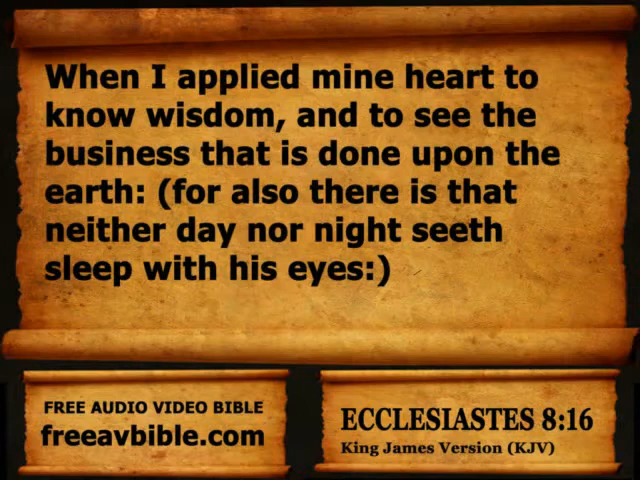 When I applied mine heart to
know wisdom, and to see the
business that is done upon the
earth: (for also there is that
neither day nor night seeth
sleep with his eyes:)
FREE AUDIO VIDEO BIBLE
freeavbible.com
ECCLESIASTES 8:16
King James Version (KJV)